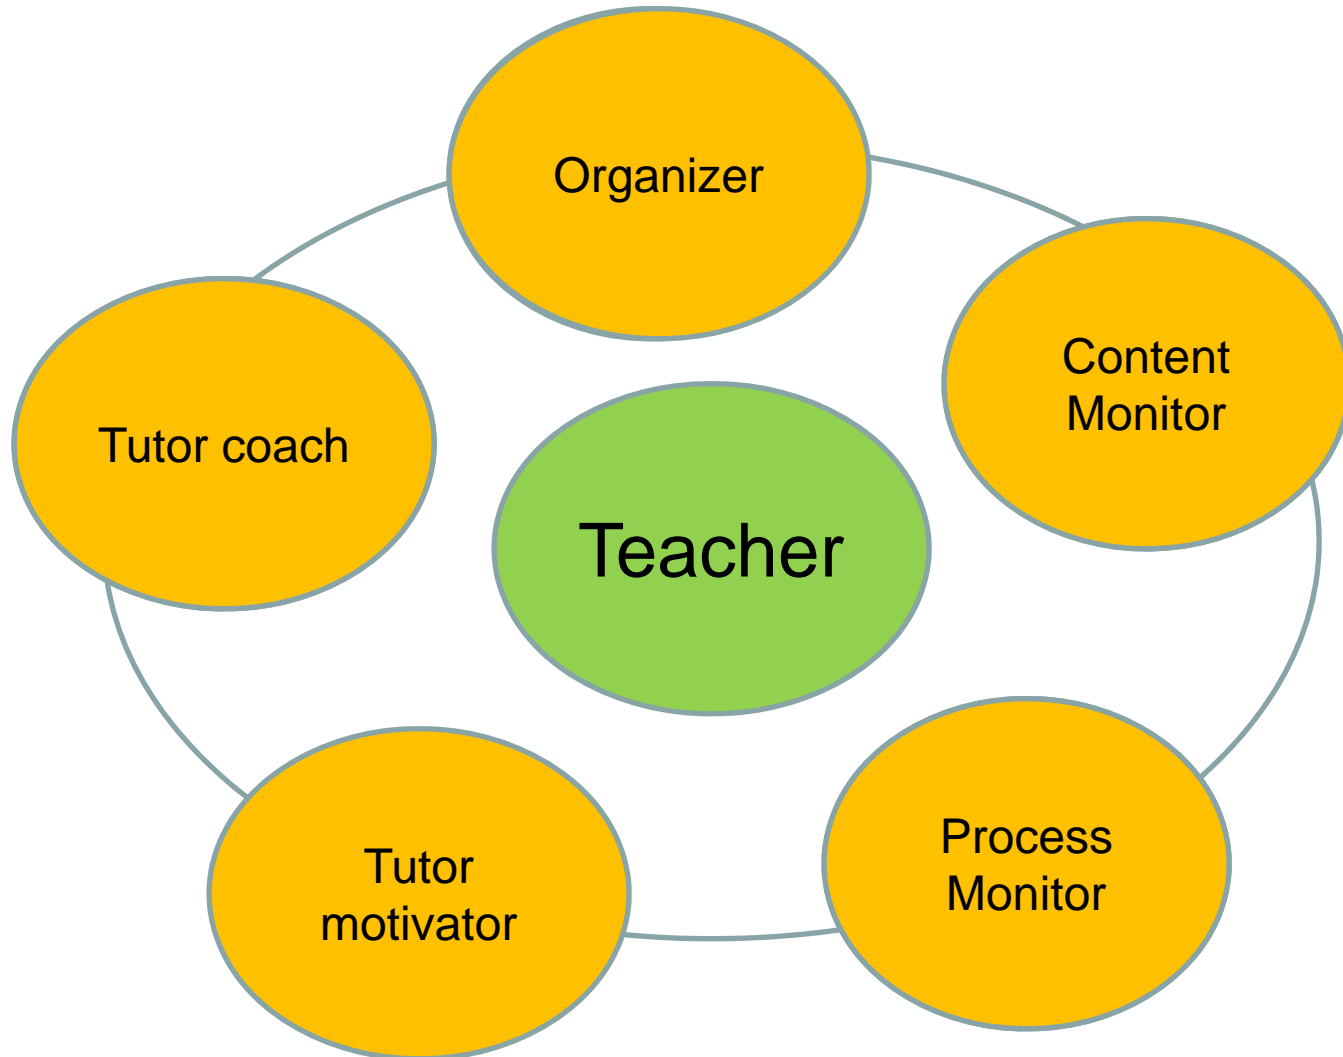 Organizer
Content
Monitor
Tutor coach
Teacher
Process
Monitor
Tutor
motivator